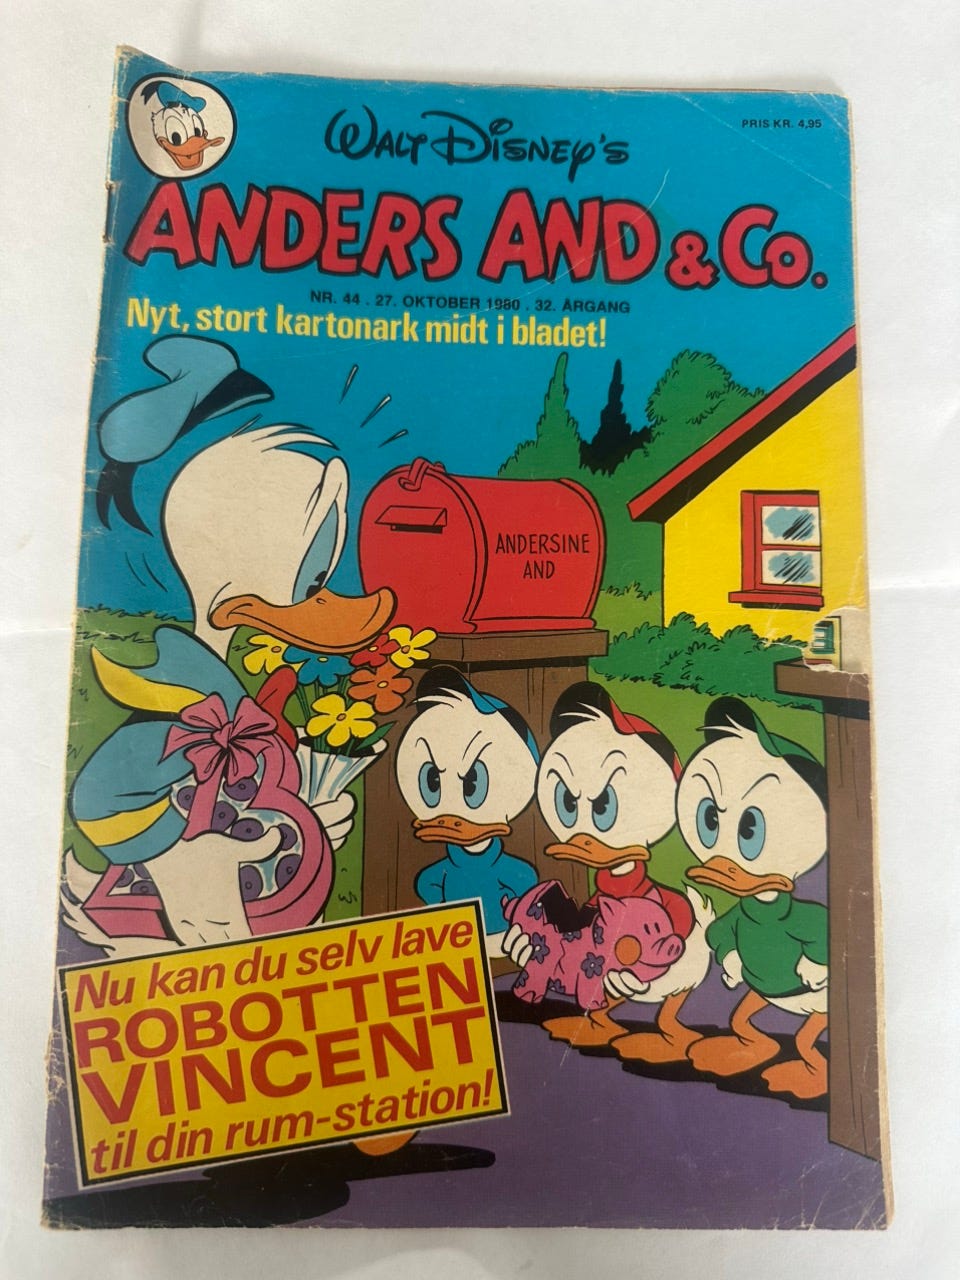 PRIS KR. 4,95
WALT DISNEY'S
ANDERS AND & Co.
NR. 44 . 27. OKTOBER 1980 . 32. ÅRGANG
Nyt, stort kartonark midt i bladet!
ANDERSINE
AND
Nu kan du selv lave
ROBOTTEN
VINCENT
til din rum-station!